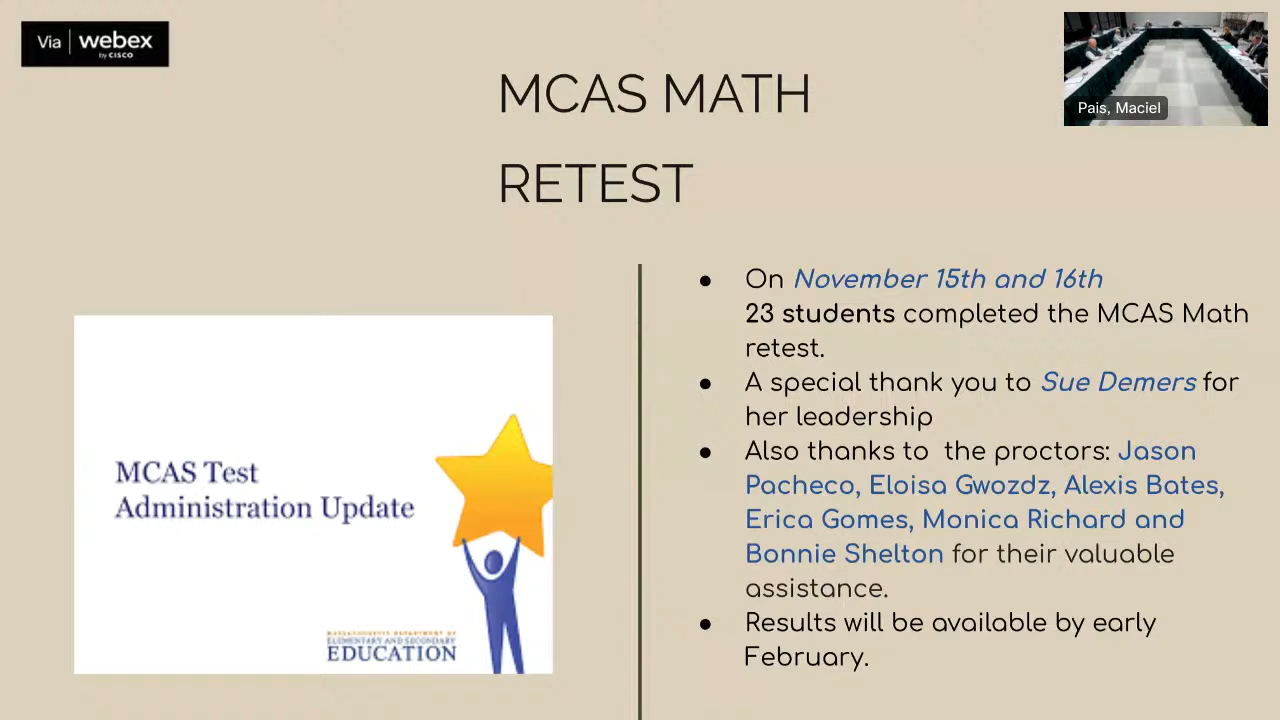 Via webex
by CISCO
MCAS MATH
RETEST
Pais, Maciel
● On November 15th and 16th
23 students completed the MCAS Math
retest.
● A special thank you to Sue Demers for
her leadership
● Also thanks to the proctors: Jason
Pacheco, Eloisa Gwozdz, Alexis Bates,
Erica Gomes, Monica Richard and
Bonnie Shelton for their valuable
assistance.
● Results will be available by early
February.
MCAS Test
Administration Update
MASSACHUSETTS DEPARTMENT OF
ELEMENTARY AND SECONDARY
EDUCATION